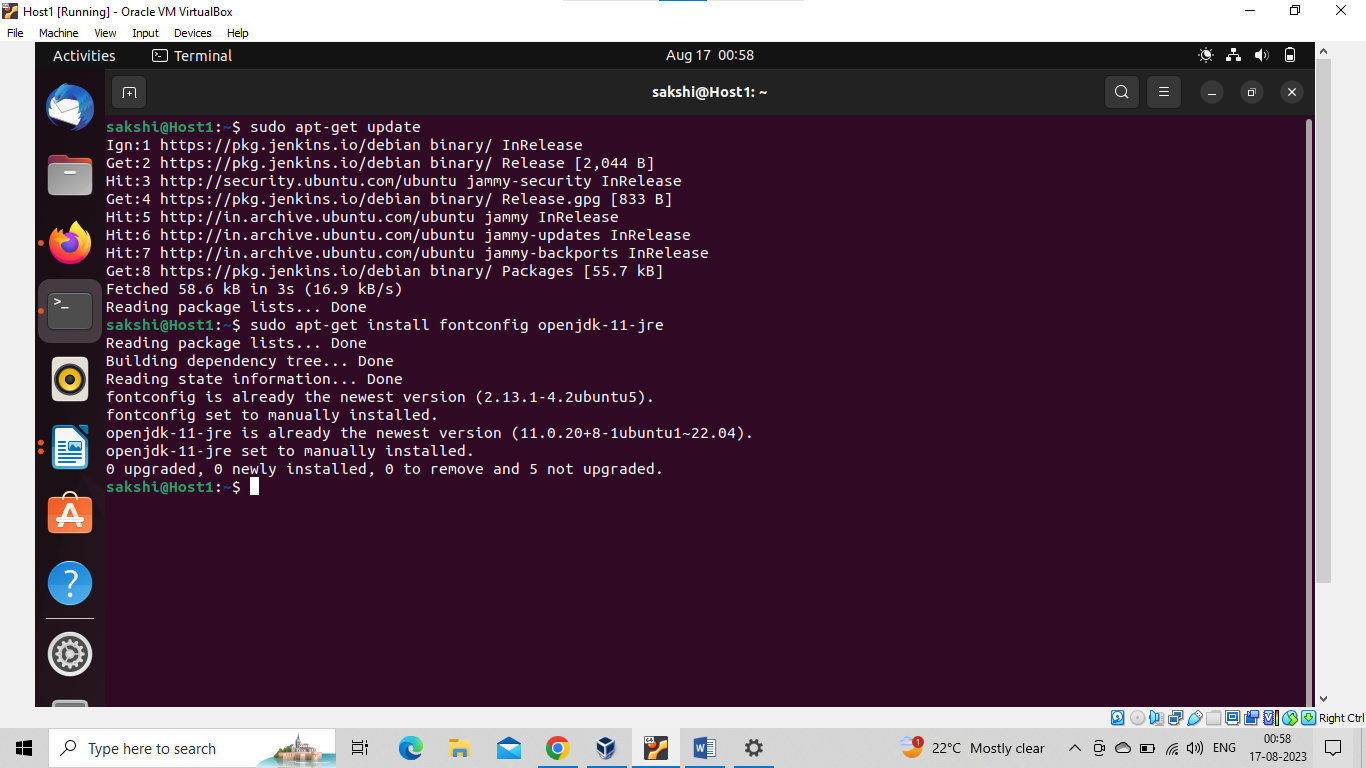 Host1 [Running] - Oracle VM VirtualBox
File Machine View Input Devices Help
Activities Terminal Aug 17 00:58
sakshi@Host1: ~
sakshi@Host1:~$ sudo apt-get update
Ign:1 https://pkg.jenkins.io/debian binary/ InRelease
Get:2 https://pkg.jenkins.io/debian binary/ Release [2,044 B]
Hit:3 http://security.ubuntu.com/ubuntu jammy-security InRelease
Get:4 https://pkg.jenkins.io/debian binary/ Release.gpg [833 B]
Hit:5 http://in.archive.ubuntu.com/ubuntu jammy InRelease
Hit:6 http://in.archive.ubuntu.com/ubuntu jammy-updates InRelease
Hit:7 http://in.archive.ubuntu.com/ubuntu jammy-backports InRelease
Get:8 https://pkg.jenkins.io/debian binary/ Packages [55.7 kB]
Fetched 58.6 kB in 3s (16.9 kB/s)
Reading package lists... Done
sakshi@Host1:~$ sudo apt-get install fontconfig openjdk-11-jre
Reading package lists... Done
Building dependency tree... Done
Reading state information... Done
fontconfig is already the newest version (2.13.1-4.2ubuntu5).
fontconfig set to manually installed.
openjdk-11-jre is already the newest version (11.0.20+8-1ubuntu1~22.04).
openjdk-11-jre set to manually installed.
0 upgraded, 0 newly installed, 0 to remove and 5 not upgraded.
sakshi@Host1:~$
Right Ctrl
Type here to search 1 22°C Mostly clear ENG 00:58
17-08-2023